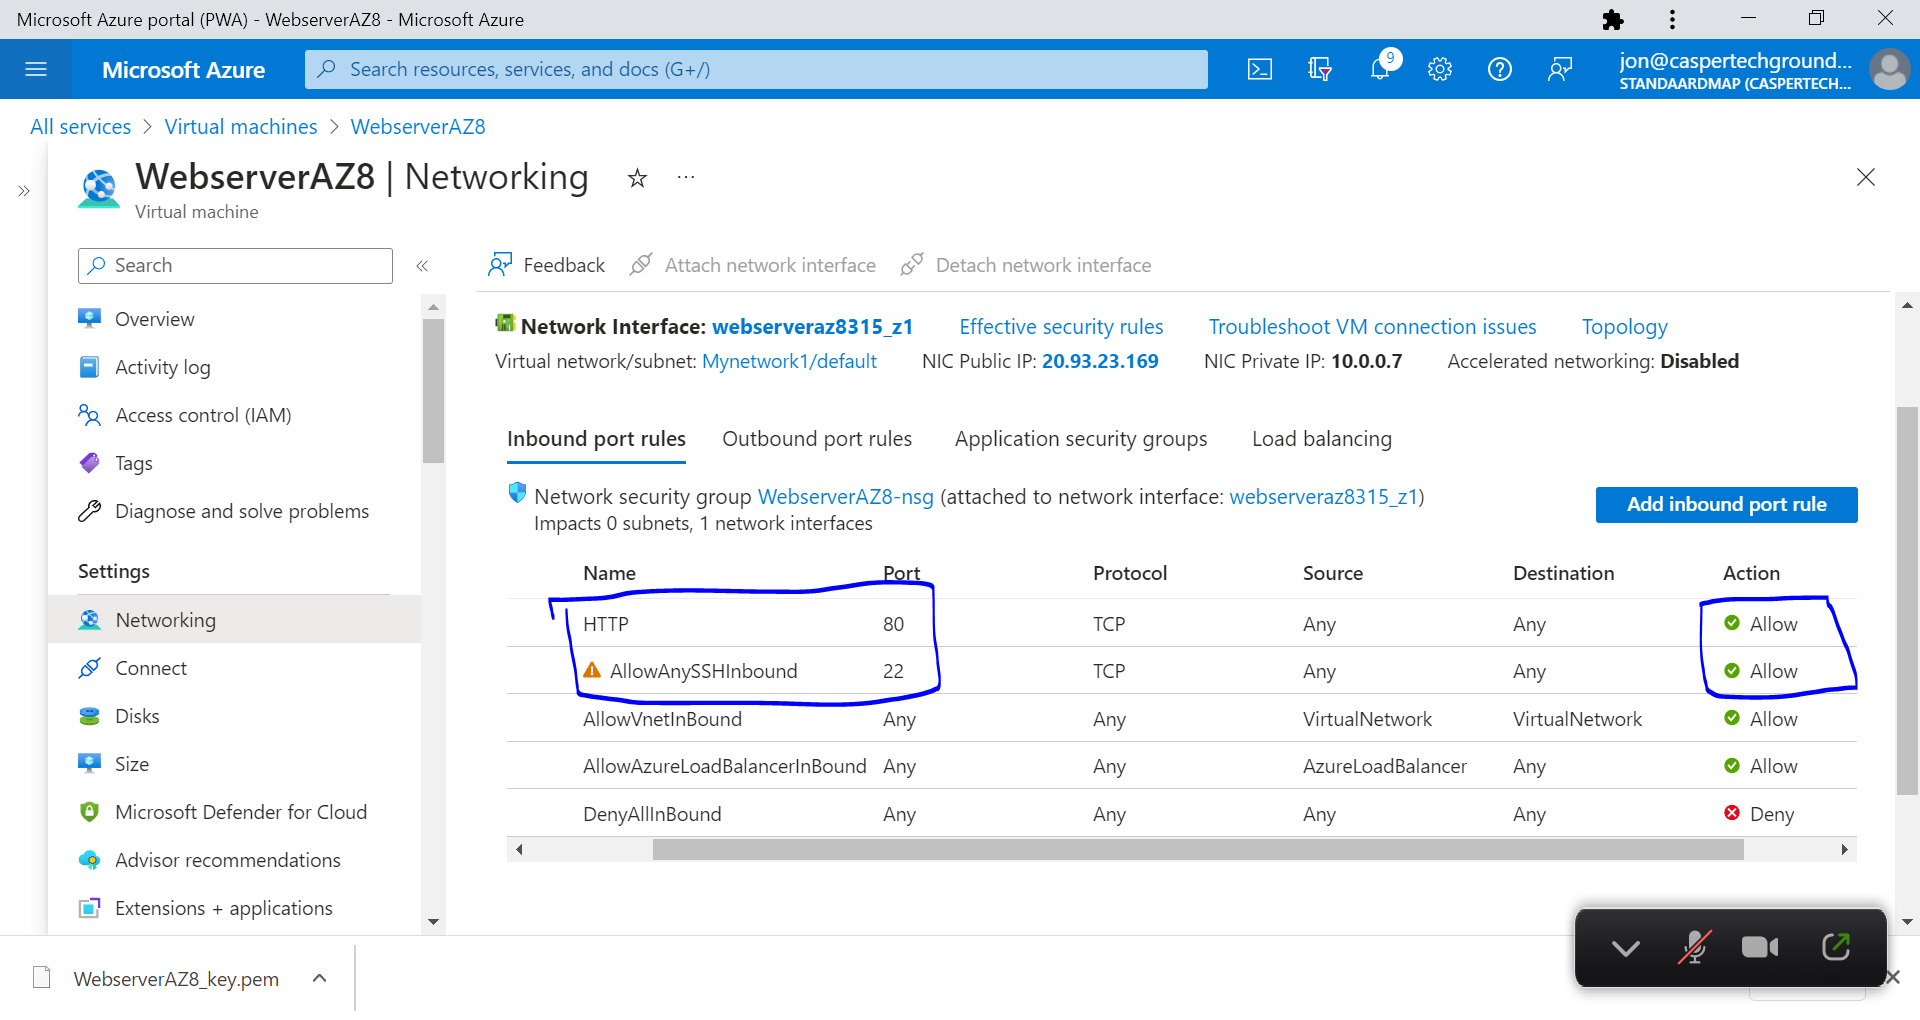 Microsoft Azure portal (PWA) - WebserverAZ8 - Microsoft Azure
Microsoft Azure
Search resources, services, and docs (G+/)
9
jon@caspertechground...
STANDAARDMAP (CASPERTECH...
All services > Virtual machines > WebserverAZ8
WebserverAZ8 | Networking
Virtual machine
Search
Overview
Activity log
Access control (IAM)
Tags
Diagnose and solve problems
Settings
Networking
Connect
Disks
Size
Microsoft Defender for Cloud
Advisor recommendations
Extensions + applications
Feedback Attach network interface Detach network interface
Network Interface: webserveraz8315_z1 Effective security rules Troubleshoot VM connection issues Topology
Virtual network/subnet: Mynetwork1/default NIC Public IP: 20.93.23.169 NIC Private IP: 10.0.0.7 Accelerated networking: Disabled
Inbound port rules Outbound port rules Application security groups Load balancing
Network security group WebserverAZ8-nsg (attached to network interface: webserveraz8315_z1)
Impacts 0 subnets, 1 network interfaces
Add inbound port rule
Name Port Protocol Source Destination Action
HTTP 80 TCP Any Any Allow
AllowAnySSHInbound 22 TCP Any Any Allow
AllowVnetInBound Any Any VirtualNetwork VirtualNetwork Allow
AllowAzureLoadBalancerInBound Any Any AzureLoadBalancer Any Allow
DenyAllInBound Any Any Any Any Deny
WebserverAZ8_key.pem